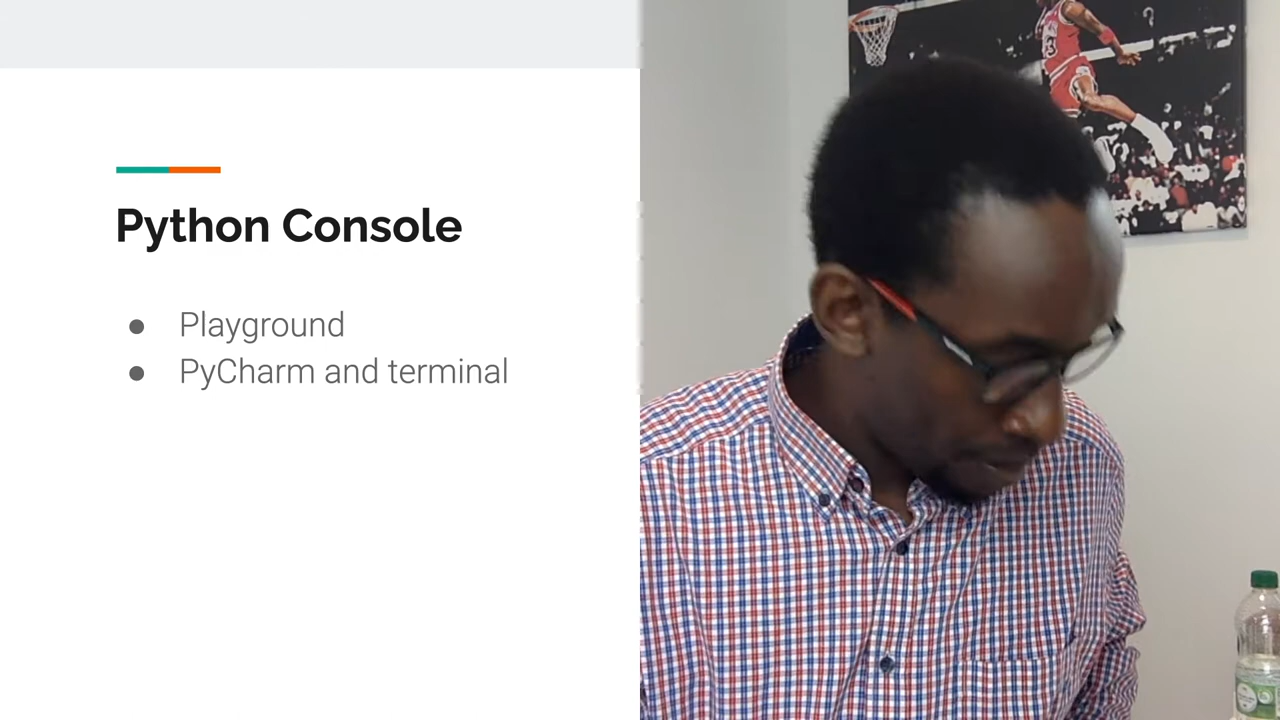 Python Console
● Playground
● PyCharm and terminal